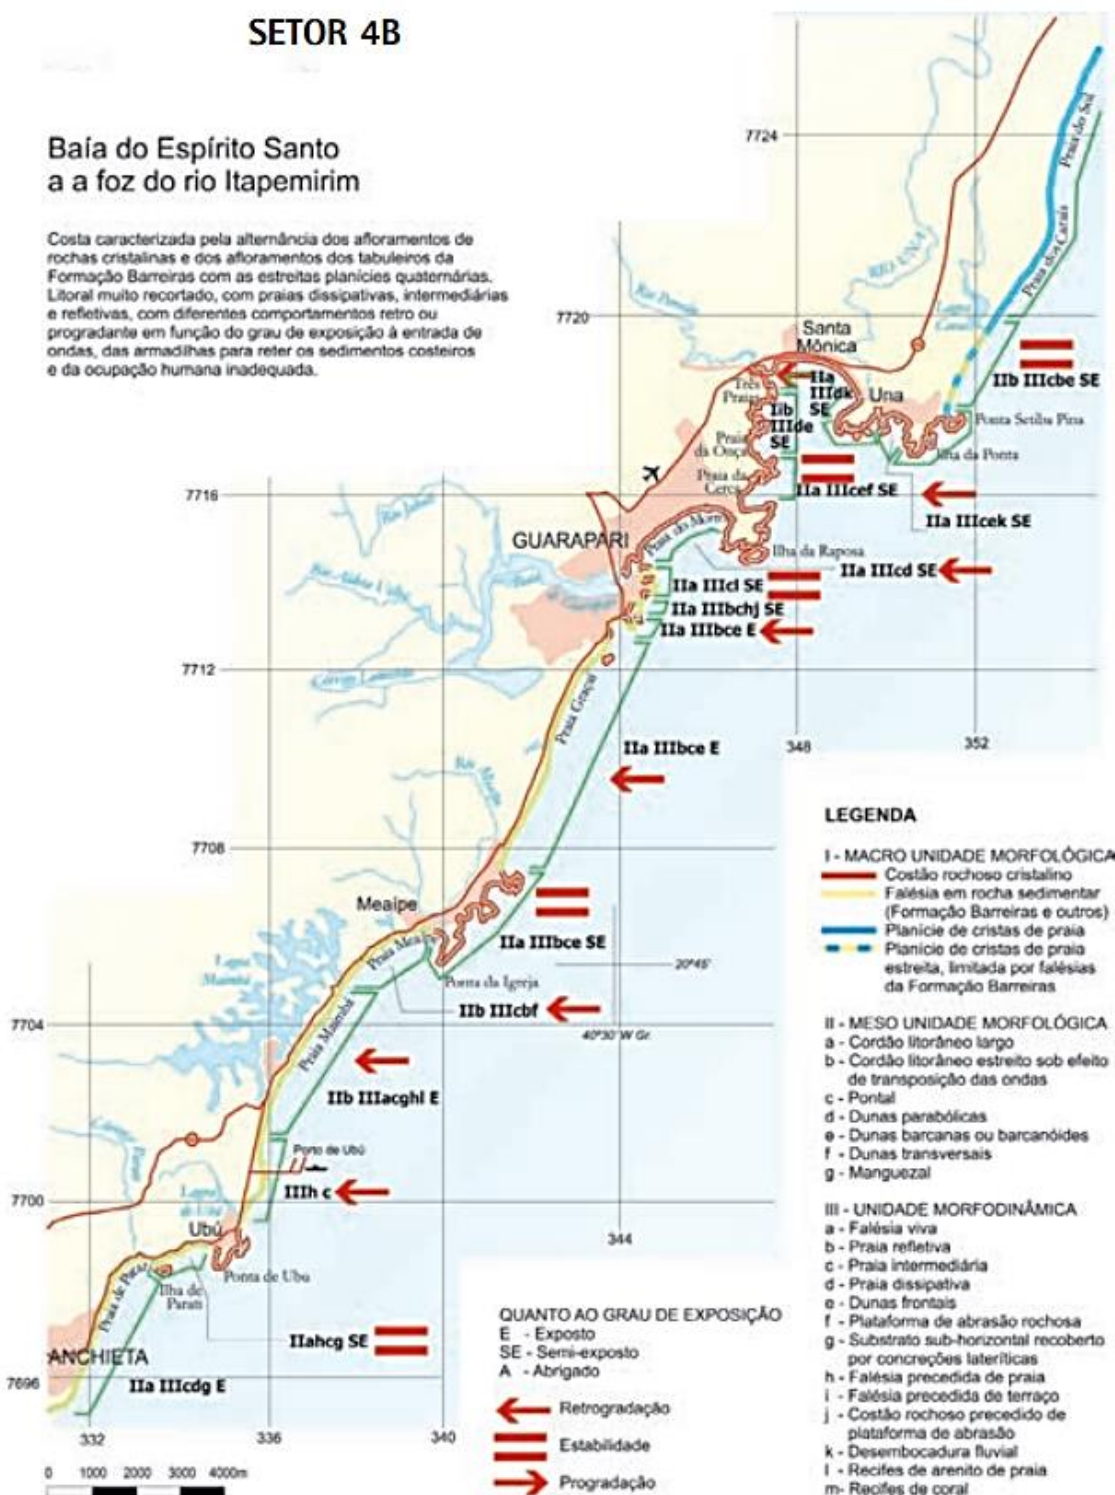 SETOR 4B
Baía do Espírito Santo
a a foz do rio Itapemirim
Costa caracterizada pela alternância dos afloramentos de
rochas cristalinas e dos afloramentos dos tabuleiros da
Formação Barreiras com as estreitas planícies quaternárias.
Litoral muito recortado, com praias dissipativas, intermediárias
e refletivas, com diferentes comportamentos retro ou
progradante em função do grau de exposição à entrada de
ondas, das armadilhas para reter os sedimentos costeiros
e da ocupação humana inadequada.
7724
Praia do Sol
Praia dos Carais
RIO UNA
Rio Perocão
7720
Santa
Mônica
IIb IIIcbe SE
Três
Praias
IIa
IIIdk
SE
Una
Iib
IIIde
SE
Ponta Setiba Pina
Praia
da Onça
Ilha da Ponta
Praia da
Cerca
IIa IIIcef SE
7716
IIa IIIcek SE
Rio Jabuti
GUARAPARI
Praia do Morro
Ilha da Raposa
IIa IIIcd SE
IIa IIIcl SE
IIa IIIbchj SE
IIa IIIbce E
7712
Córrego
Praia Graçaí
IIa IIIbce E
348
352
Rio Meaípe
7708
Meaípe
Praia Meaípe
IIa IIIbce SE
Ponta da Igreja
20°45'
Lagoa
Maimbá
IIb IIIcbf
7704
40°30' W Gr.
Praia Maimbá
IIb IIIacghl E
Porto de Ubú
IIIh c
7700
Lagoa
de Ubú
Ubú
344
Praia de Parati
Ponta de Ubu
Ilha de
Parati
IIahcg SE
ANCHIETA
7696
IIa IIIcdg E
332
336
340
0 1000 2000 3000 4000m
QUANTO AO GRAU DE EXPOSIÇÃO
E - Exposto
SE - Semi-exposto
A - Abrigado
Retrogradação
Estabilidade
Progradação
LEGENDA
I - MACRO UNIDADE MORFOLÓGICA
Costão rochoso cristalino
Falésia em rocha sedimentar
(Formação Barreiras e outros)
Planície de cristas de praia
Planície de cristas de praia
estreita, limitada por falésias
da Formação Barreiras
II - MESO UNIDADE MORFOLÓGICA
a - Cordão litorâneo largo
b - Cordão litorâneo estreito sob efeito
de transposição das ondas
c - Pontal
d - Dunas parabólicas
e - Dunas barcanas ou barcanóides
f - Dunas transversais
g - Manguezal
III - UNIDADE MORFODINÂMICA
a - Falésia viva
b - Praia refletiva
c - Praia intermediária
d - Praia dissipativa
e - Dunas frontais
f - Plataforma de abrasão rochosa
g - Substrato sub-horizontal recoberto
por concreções lateríticas
h - Falésia precedida de praia
i - Falésia precedida de terraço
j - Costão rochoso precedido de
plataforma de abrasão
k - Desembocadura fluvial
l - Recifes de arenito de praia
m- Recifes de coral